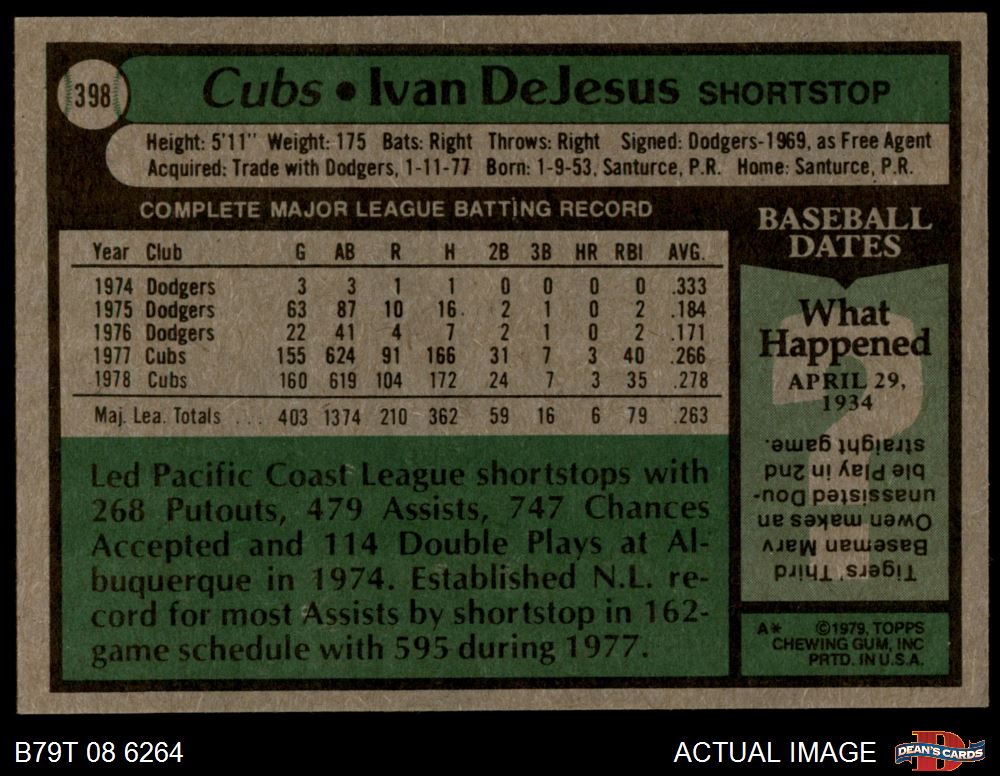 398
Cubs • Ivan DeJesus SHORTSTOP
Height: 5'11" Weight: 175 Bats: Right Throws: Right Signed: Dodgers-1969, as Free Agent
Acquired: Trade with Dodgers, 1-11-77 Born: 1-9-53, Santurce, P.R. Home: Santurce, P.R.
COMPLETE MAJOR LEAGUE BATTING RECORD
Year Club G AB R H 2B 3B HR RBI AVG.
1974 Dodgers 3 3 1 1 0 0 0 0 .333
1975 Dodgers 63 87 10 16 2 1 0 2 .184
1976 Dodgers 22 41 4 7 2 1 0 2 .171
1977 Cubs 155 624 91 166 31 7 3 40 .266
1978 Cubs 160 619 104 172 24 7 3 35 .278
Maj. Lea. Totals ... 403 1374 210 362 59 16 6 79 .263
Led Pacific Coast League shortstops with
268 Putouts, 479 Assists, 747 Chances
Accepted and 114 Double Plays at Al-
buquerque in 1974. Established N.L. re-
cord for most Assists by shortstop in 162-
game schedule with 595 during 1977.
BASEBALL
DATES
What
Happened
APRIL 29,
1934
Tigers' Third
Baseman Marv
Owen makes an
unassisted Dou-
ble Play in 2nd
straight game.
A* ©1979, TOPPS
CHEWING GUM, INC
PRTD. IN U.S.A.
B79T 08 6264
ACTUAL IMAGE
D
DEAN'S CARDS